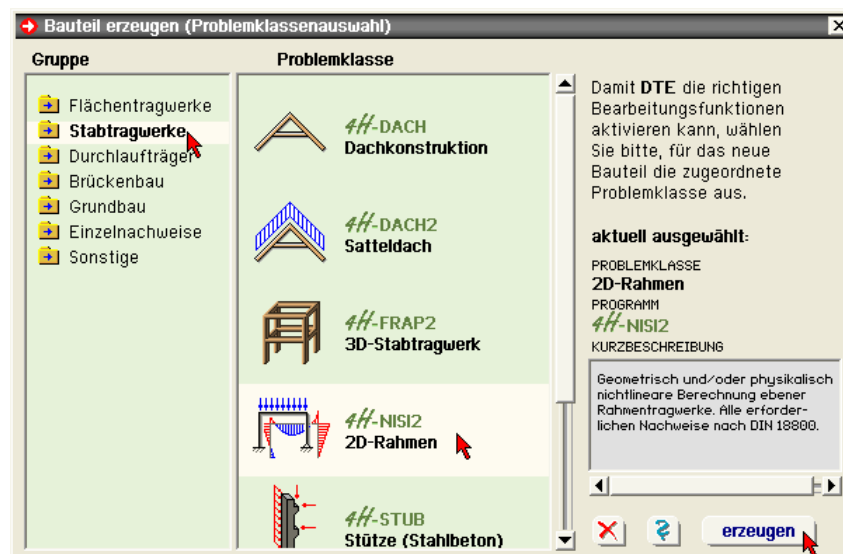 Bauteil erzeugen (Problemklassenauswahl)
Gruppe
Problemklasse
Flächentragwerke
Stabtragwerke
Durchlaufträger
Brückenbau
Grundbau
Einzelnachweise
Sonstige
4H-DACH
Dachkonstruktion
4H-DACH2
Satteldach
4H-FRAP2
3D-Stabtragwerk
4H-NISI2
2D-Rahmen
4H-STUB
Stütze (Stahlbeton)
Damit DTE die richtigen
Bearbeitungsfunktionen
aktivieren kann, wählen
Sie bitte, für das neue
Bauteil die zugeordnete
Problemklasse aus.
aktuell ausgewählt:
PROBLEMKLASSE
2D-Rahmen
PROGRAMM
4H-NISI2
KURZBESCHREIBUNG
Geometrisch und/oder physikalisch
nichtlineare Berechnung ebener
Rahmentragwerke. Alle erforder-
lichen Nachweise nach DIN 18800.
erzeugen